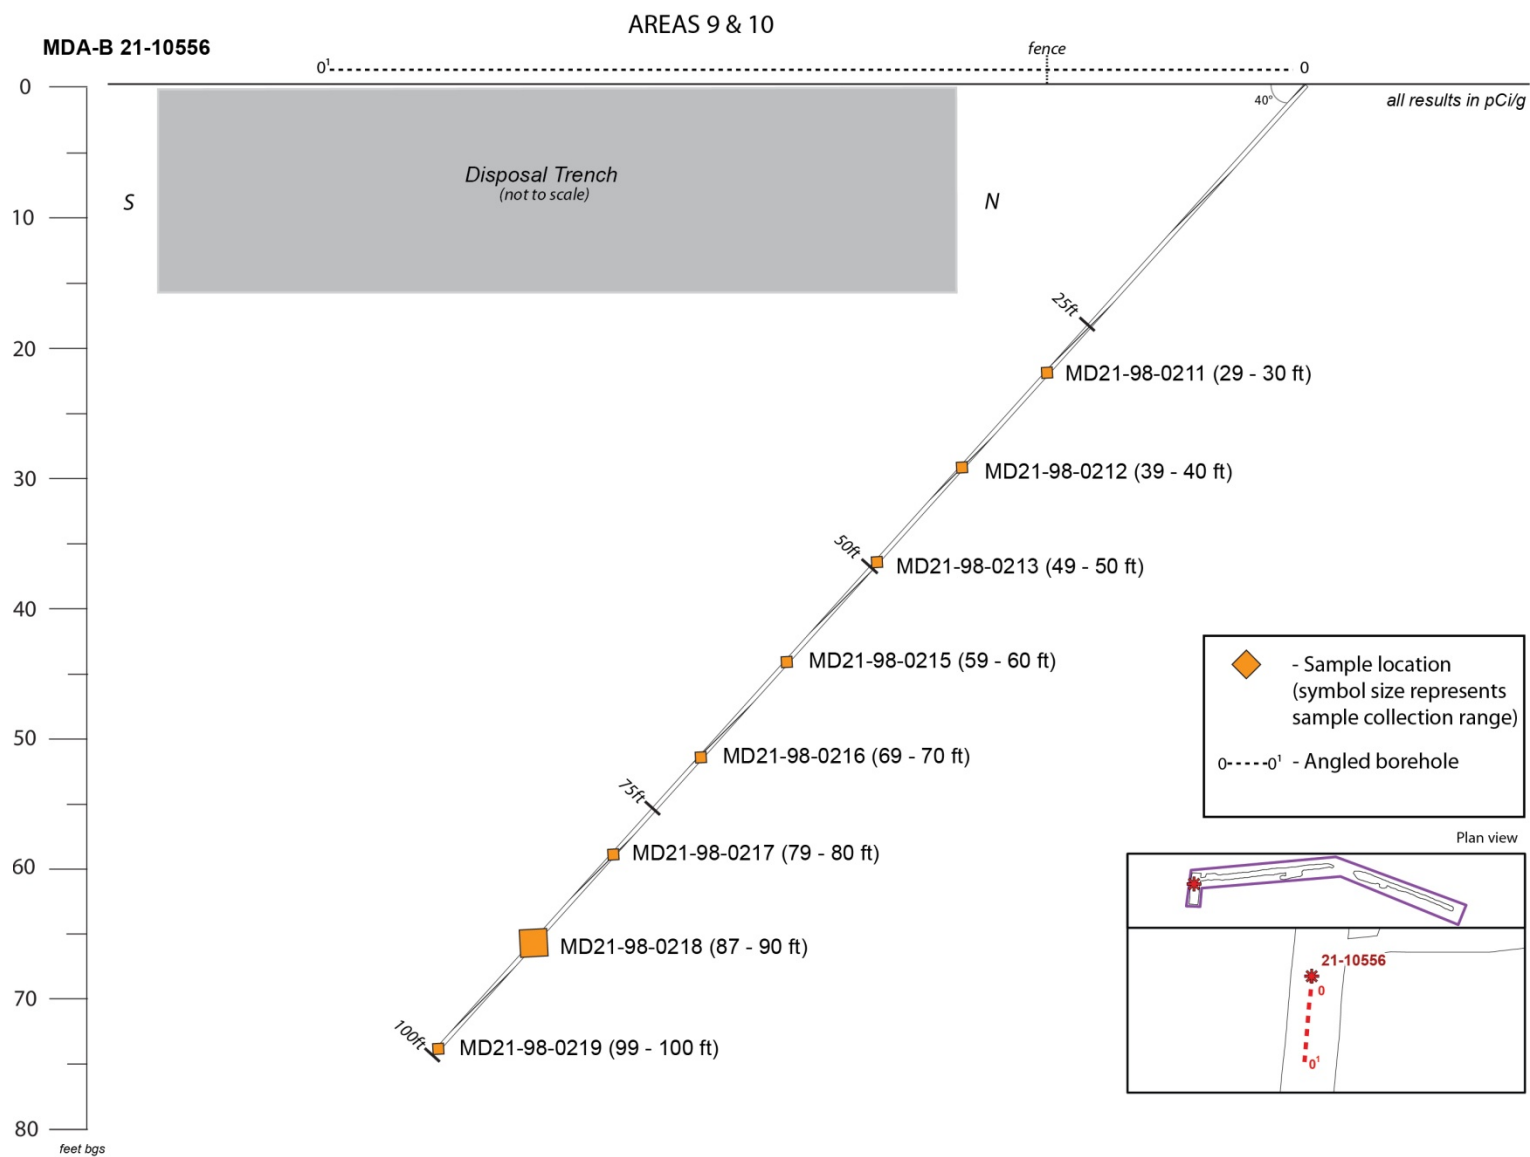 AREAS 9 & 10
MDA-B 21-10556
fence
0¹
0
40°
all results in pCi/g
0
10
20
30
40
50
60
70
80
feet bgs
Disposal Trench
(not to scale)
S
N
25ft
MD21-98-0211 (29 - 30 ft)
MD21-98-0212 (39 - 40 ft)
50ft
MD21-98-0213 (49 - 50 ft)
MD21-98-0215 (59 - 60 ft)
MD21-98-0216 (69 - 70 ft)
75ft
MD21-98-0217 (79 - 80 ft)
MD21-98-0218 (87 - 90 ft)
100ft
MD21-98-0219 (99 - 100 ft)
- Sample location
(symbol size represents
sample collection range)
0-----0¹ - Angled borehole
Plan view
21-10556
0
0¹